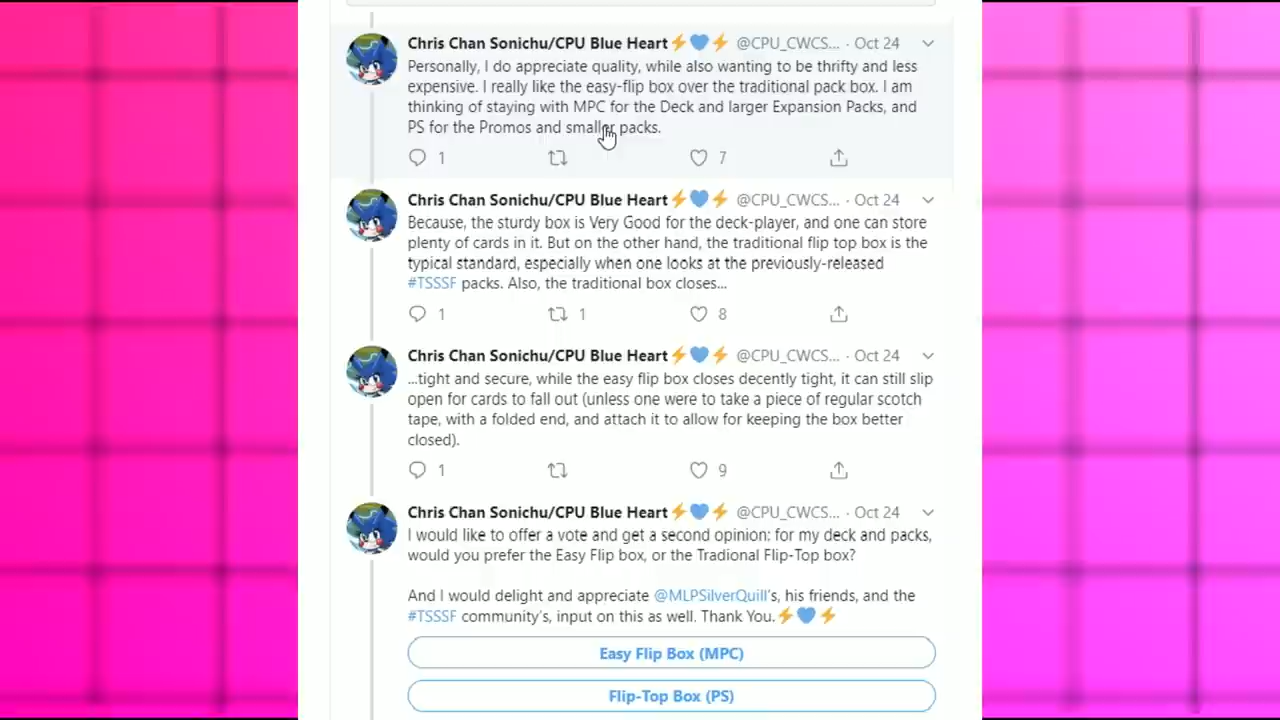 Chris Chan Sonichu/CPU Blue Heart⚡💙⚡ @CPU_CWCS... · Oct 24
Personally, I do appreciate quality, while also wanting to be thrifty and less
expensive. I really like the easy-flip box over the traditional pack box. I am
thinking of staying with MPC for the Deck and larger Expansion Packs, and
PS for the Promos and smaller packs.
1 7
Chris Chan Sonichu/CPU Blue Heart⚡💙⚡ @CPU_CWCS... · Oct 24
Because, the sturdy box is Very Good for the deck-player, and one can store
plenty of cards in it. But on the other hand, the traditional flip top box is the
typical standard, especially when one looks at the previously-released
#TSSSF packs. Also, the traditional box closes...
1 1 8
Chris Chan Sonichu/CPU Blue Heart⚡💙⚡ @CPU_CWCS... · Oct 24
...tight and secure, while the easy flip box closes decently tight, it can still slip
open for cards to fall out (unless one were to take a piece of regular scotch
tape, with a folded end, and attach it to allow for keeping the box better
closed).
1 9
Chris Chan Sonichu/CPU Blue Heart⚡💙⚡ @CPU_CWCS... · Oct 24
I would like to offer a vote and get a second opinion: for my deck and packs,
would you prefer the Easy Flip box, or the Tradional Flip-Top box?
And I would delight and appreciate @MLPSilverQuill's, his friends, and the
#TSSSF community's, input on this as well. Thank You.⚡💙⚡
Easy Flip Box (MPC)
Flip-Top Box (PS)